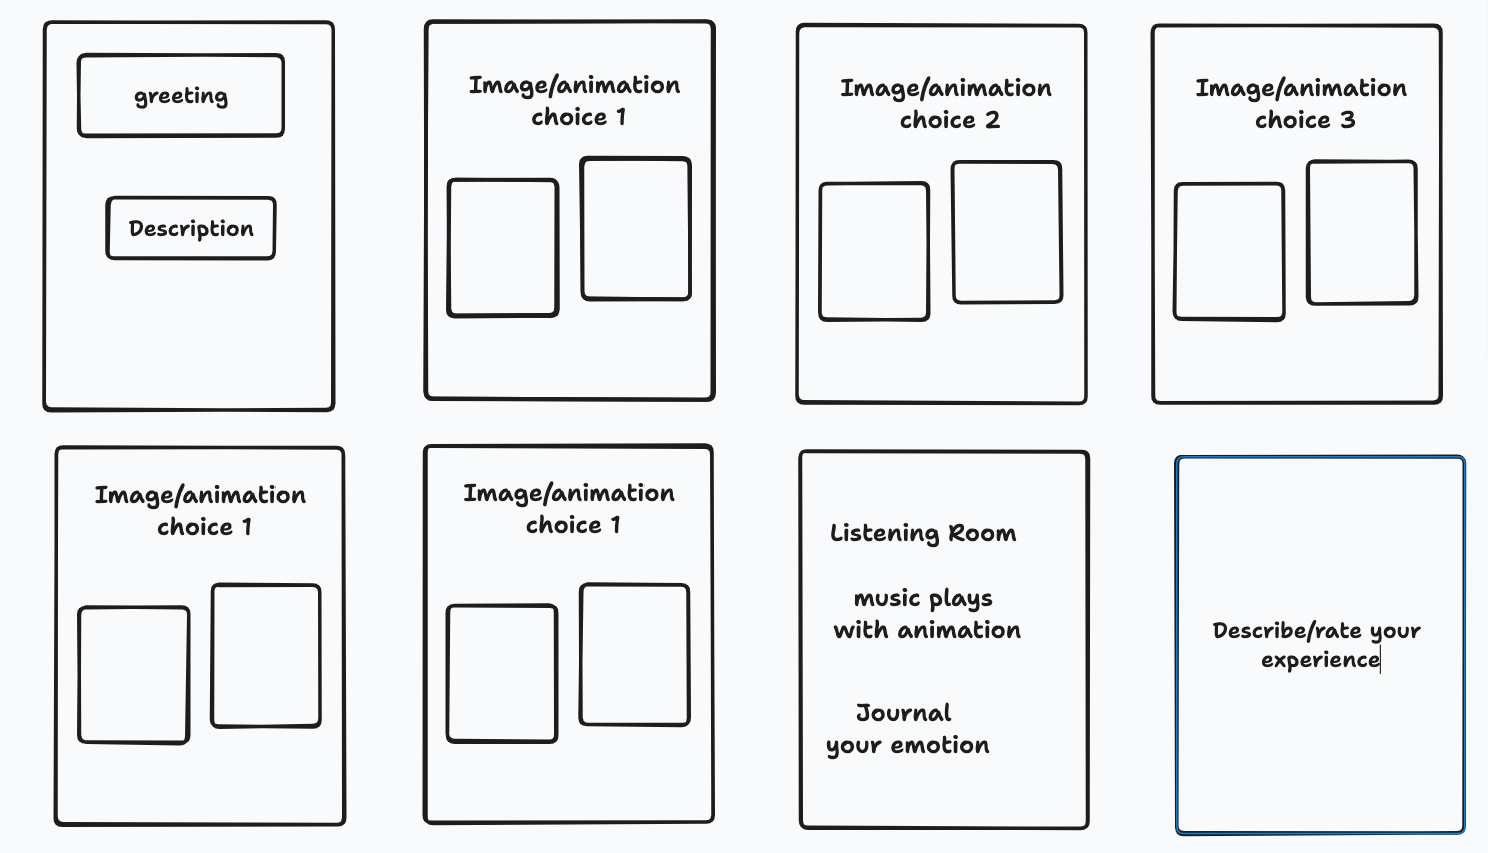 greeting
Description
Image/animation
choice 1
Image/animation
choice 2
Image/animation
choice 3
Image/animation
choice 1
Image/animation
choice 1
Listening Room
music plays
with animation
Journal
your emotion
Describe/rate your
experience